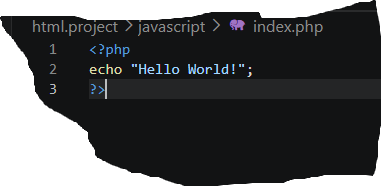 html.project > javascript > index.php
1 <?php
2 echo "Hello World!";
3 ?>